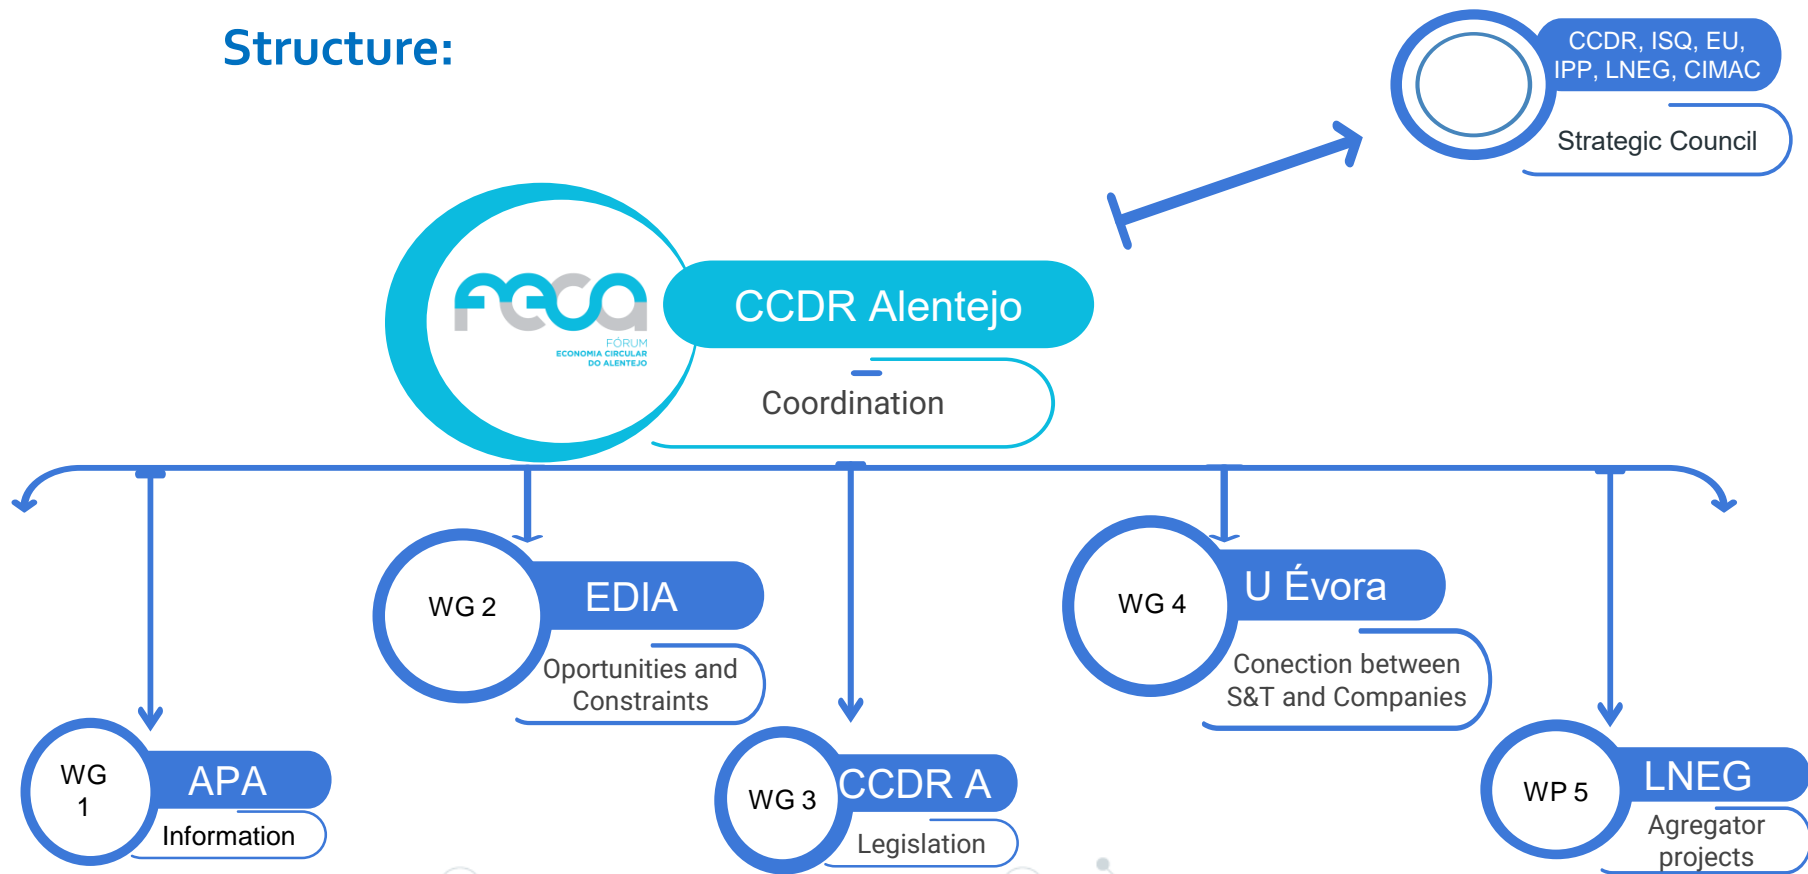 Structure:
CCDR, ISQ, EU,
IPP, LNEG, CIMAC
Strategic Council
feca
FÓRUM
ECONOMIA CIRCULAR
DO ALENTEJO
CCDR Alentejo
Coordination
WG 2
EDIA
Oportunities and
Constraints
WG 4
U Évora
Conection between
S&T and Companies
WG
1
APA
Information
WG 3
CCDR A
Legislation
WP 5
LNEG
Agregator
projects